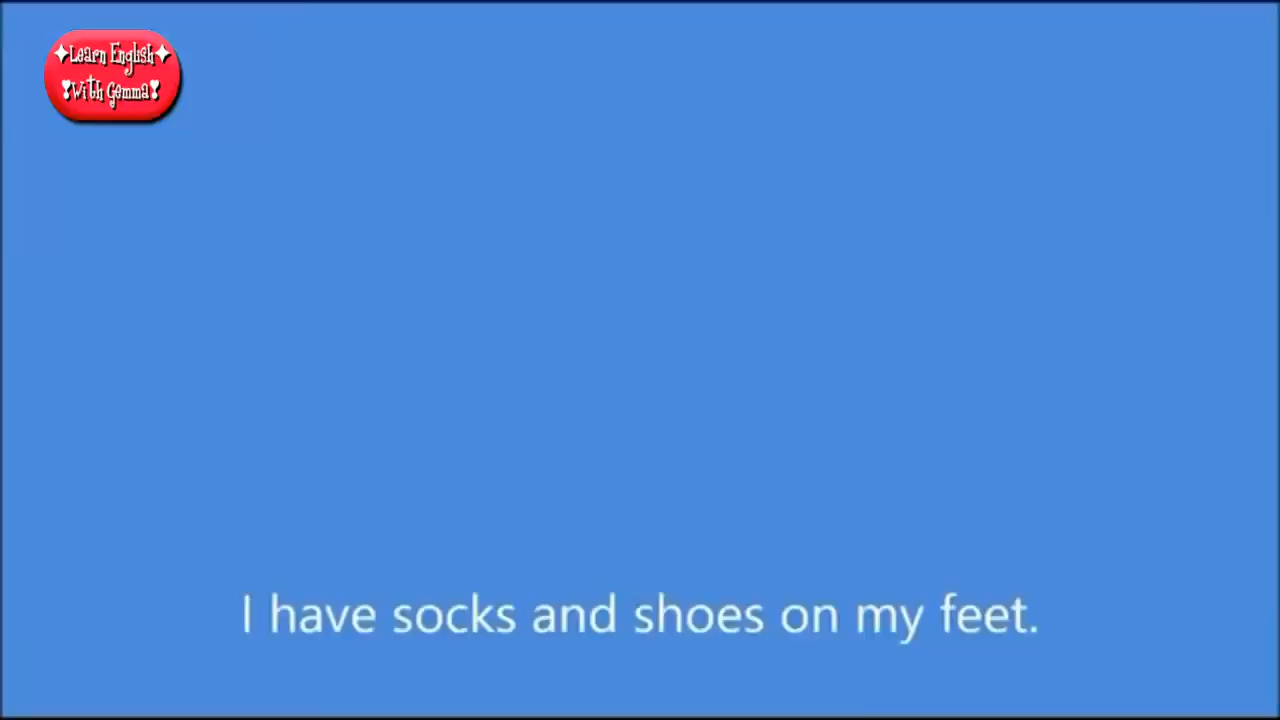 ✦Learn English✦
❣With Gemma❣
I have socks and shoes on my feet.